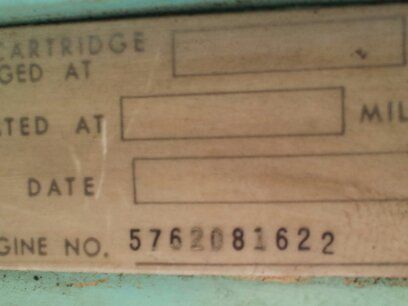 CARTRIDGE
GED AT
TED AT MIL
DATE
GINE NO. 5762081622